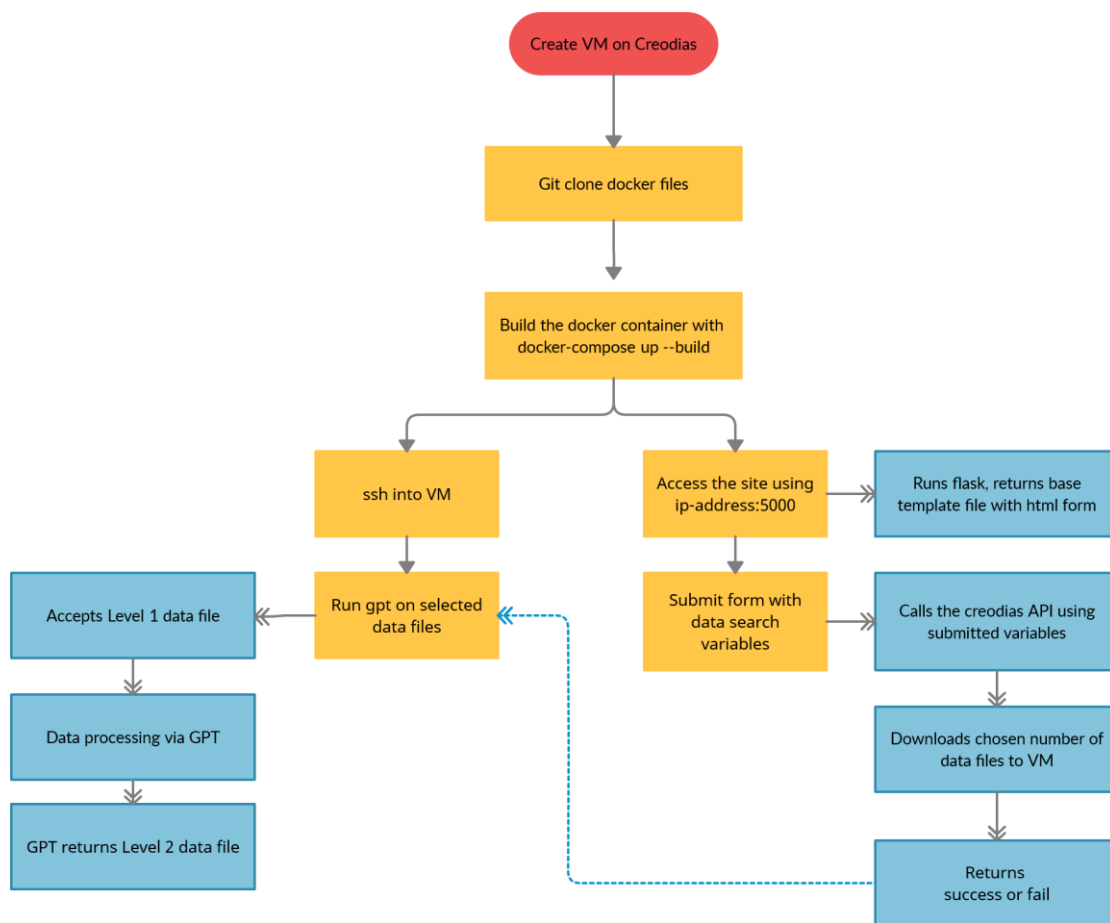 Create VM on Creodias
Git clone docker files
Build the docker container with
docker-compose up --build
ssh into VM
Access the site using
ip-address:5000
Runs flask, returns base
template file with html form
Accepts Level 1 data file
Run gpt on selected
data files
Submit form with
data search
variables
Calls the creodias API using
submitted variables
Data processing via GPT
Downloads chosen number of
data files to VM
GPT returns Level 2 data file
Returns
success or fail